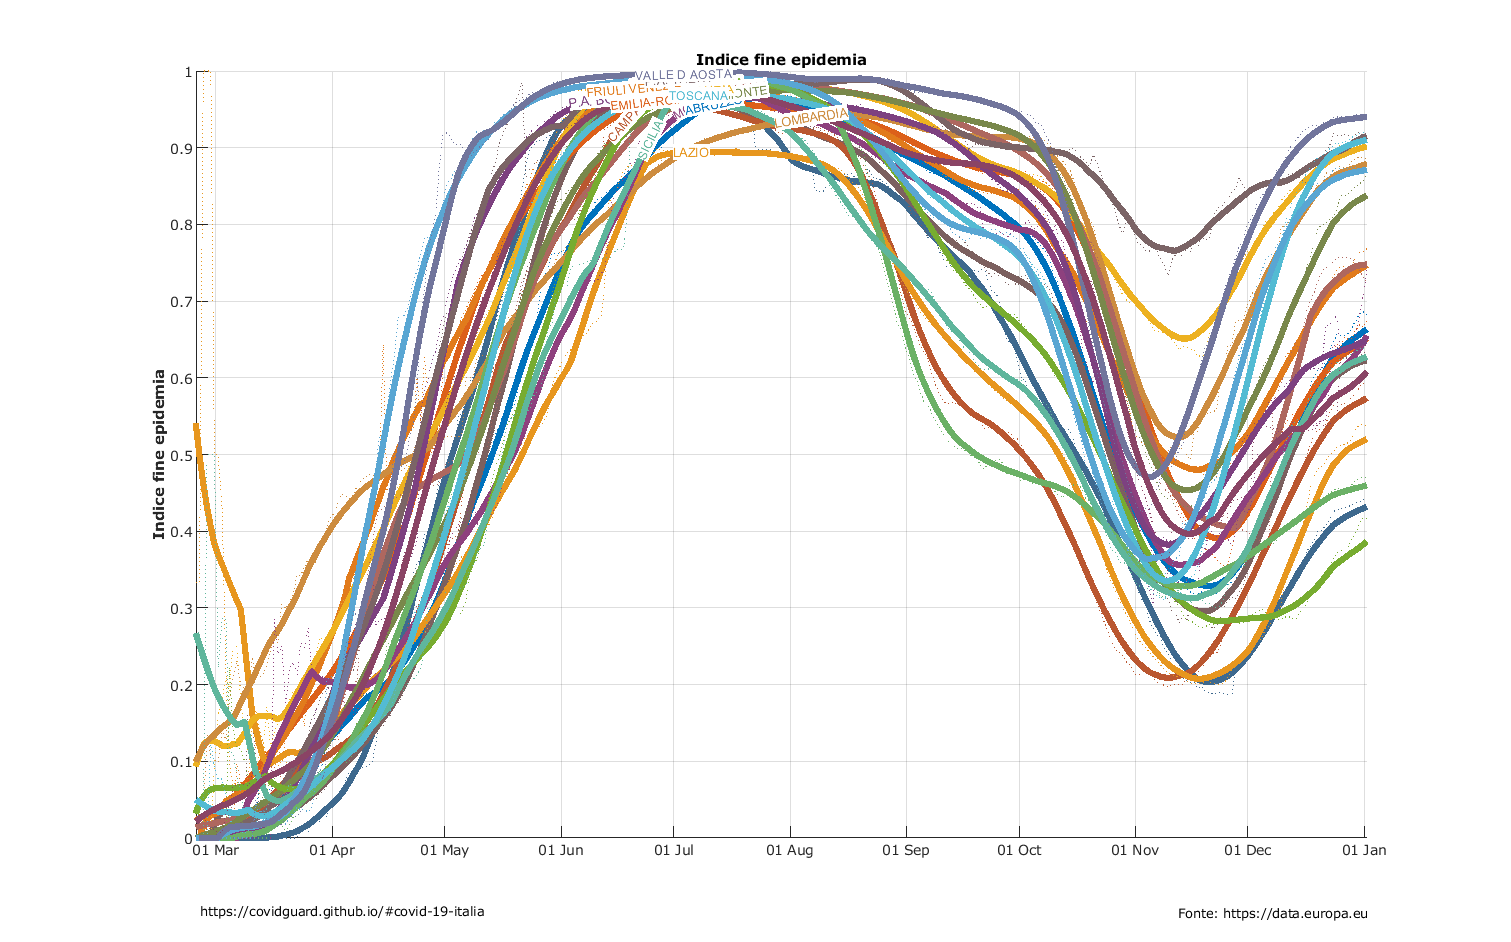 Indice fine epidemia
Indice fine epidemia
1
0.9
0.8
0.7
0.6
0.5
0.4
0.3
0.2
0.1
0
VALLE D AOSTA
TOSCANA
LOMBARDIA
SICILIA
LAZIO
01 Mar
01 Apr
01 May
01 Jun
01 Jul
01 Aug
01 Sep
01 Oct
01 Nov
01 Dec
01 Jan
https://covidguard.github.io/#covid-19-italia
Fonte: https://data.europa.eu